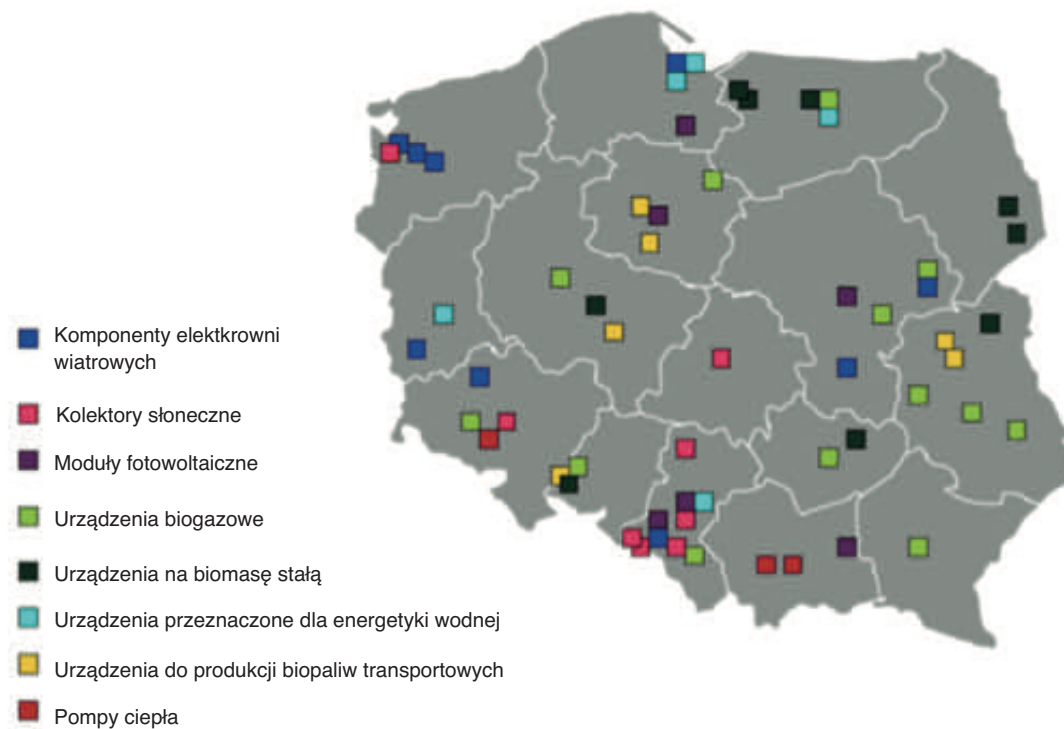 Komponenty elektkrowni
wiatrowych
Kolektory słoneczne
Moduły fotowoltaiczne
Urządzenia biogazowe
Urządzenia na biomasę stałą
Urządzenia przeznaczone dla energetyki wodnej
Urządzenia do produkcji biopaliw transportowych
Pompy ciepła